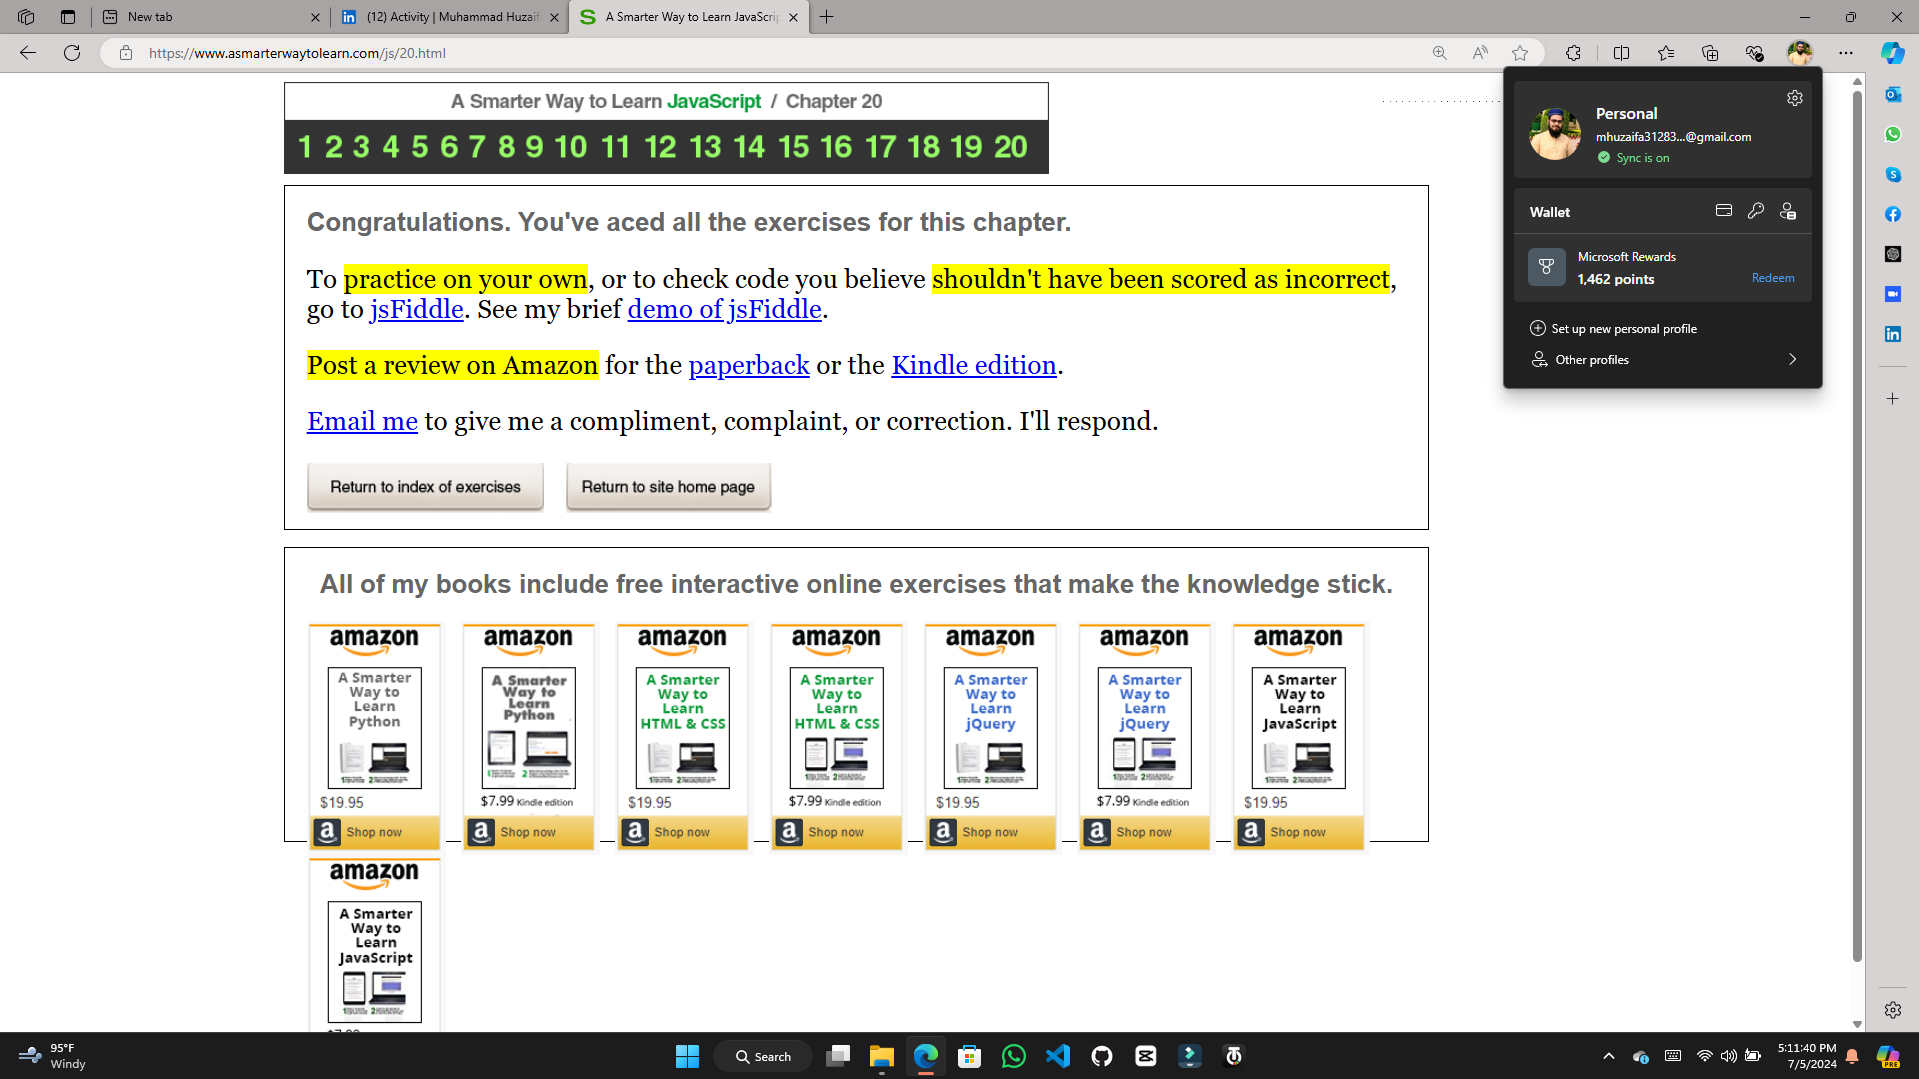 New tab
(12) Activity | Muhammad Huzaif
A Smarter Way to Learn JavaScrip
https://www.asmarterwaytolearn.com/js/20.html
A Smarter Way to Learn JavaScript / Chapter 20
1 2 3 4 5 6 7 8 9 10 11 12 13 14 15 16 17 18 19 20
Personal
mhuzaifa31283...@gmail.com
Sync is on
Wallet
Microsoft Rewards
1,462 points
Redeem
Set up new personal profile
Other profiles
Congratulations. You've aced all the exercises for this chapter.
To practice on your own, or to check code you believe shouldn't have been scored as incorrect,
go to jsFiddle. See my brief demo of jsFiddle.
Post a review on Amazon for the paperback or the Kindle edition.
Email me to give me a compliment, complaint, or correction. I'll respond.
Return to index of exercises
Return to site home page
All of my books include free interactive online exercises that make the knowledge stick.
amazon
A Smarter
Way to
Learn
Python
$19.95
Shop now
amazon
A Smarter
Way to
Learn
Python
$7.99 Kindle edition
Shop now
amazon
A Smarter
Way to
Learn
HTML & CSS
$19.95
Shop now
amazon
A Smarter
Way to
Learn
HTML & CSS
$7.99 Kindle edition
Shop now
amazon
A Smarter
Way to
Learn
jQuery
$19.95
Shop now
amazon
A Smarter
Way to
Learn
jQuery
$7.99 Kindle edition
Shop now
amazon
A Smarter
Way to
Learn
JavaScript
$19.95
Shop now
amazon
A Smarter
Way to
Learn
JavaScript
95°F
Windy
Search
5:11:40 PM
7/5/2024